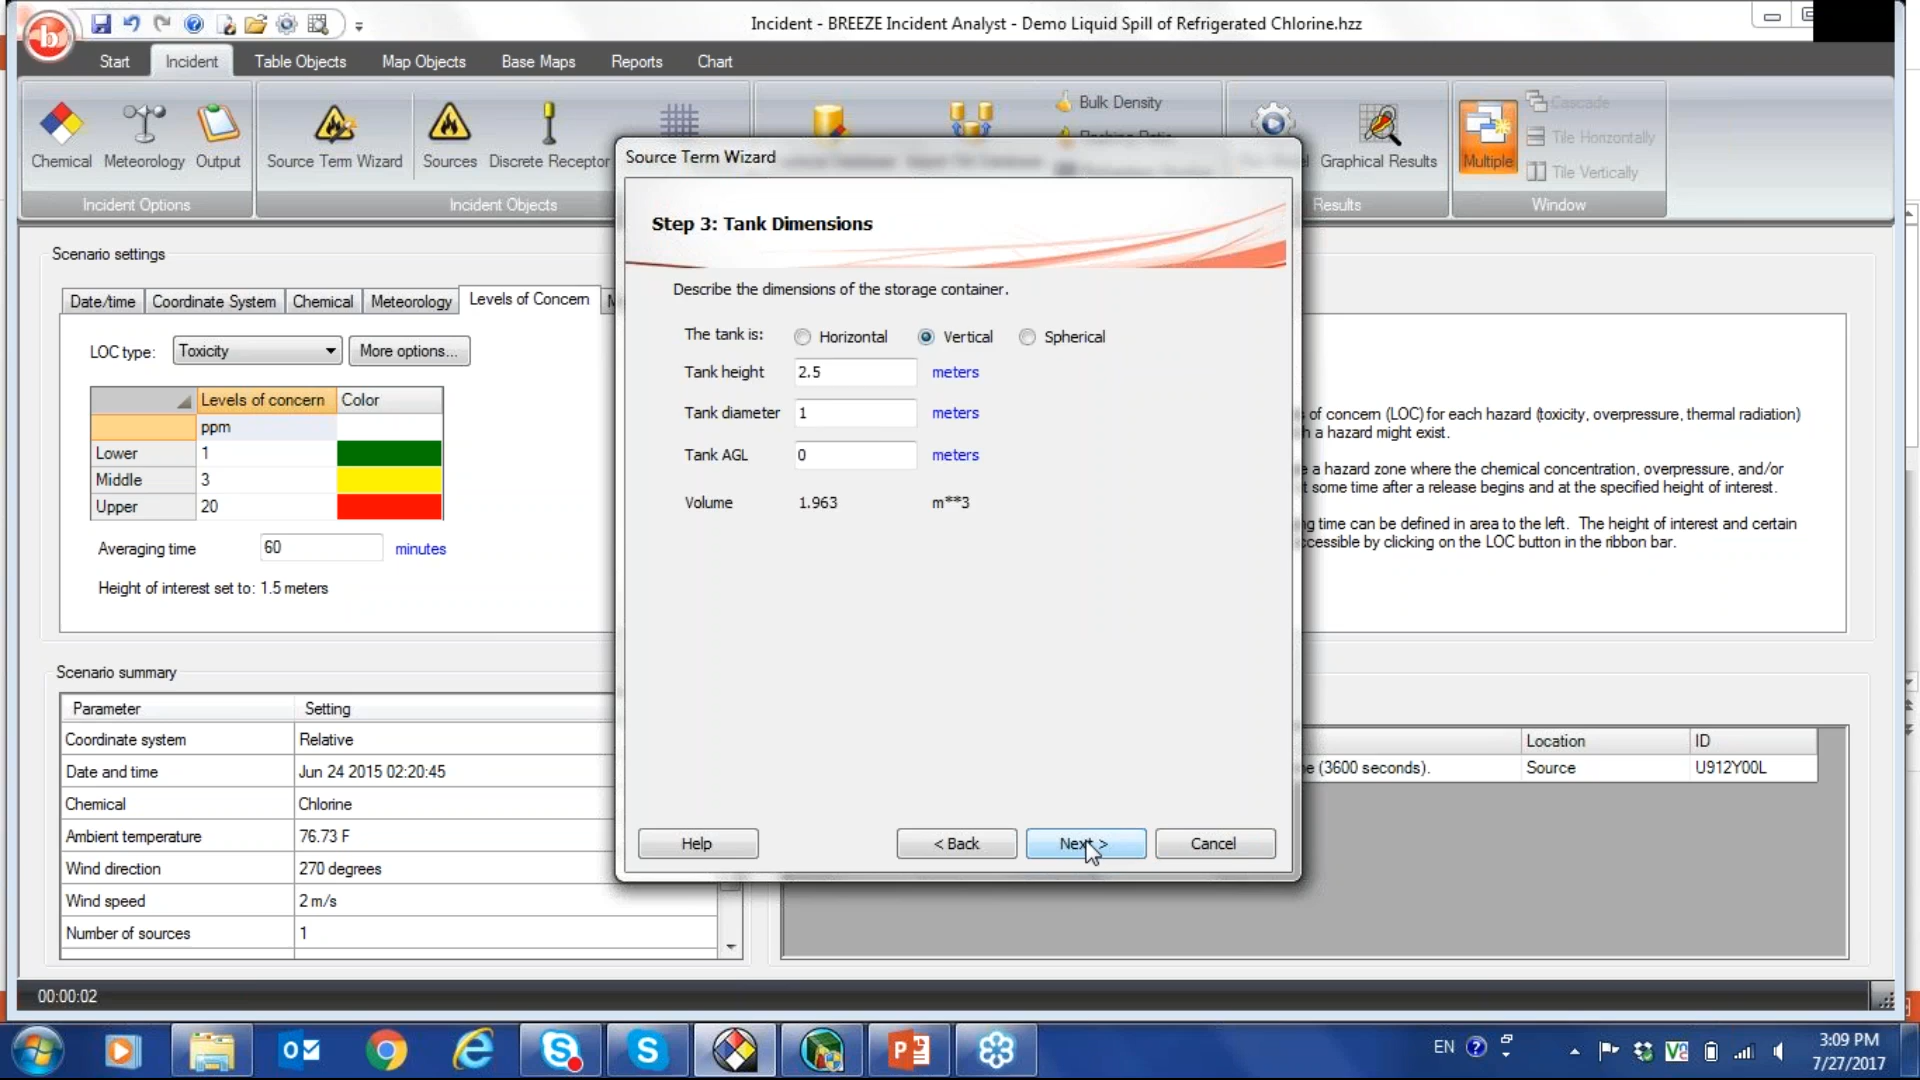 Incident - BREEZE Incident Analyst - Demo Liquid Spill of Refrigerated Chlorine.hzz
Start
Incident
Table Objects
Map Objects
Base Maps
Reports
Chart
Chemical
Meteorology
Output
Source Term Wizard
Sources
Discrete Receptor
Bulk Density
Graphical Results
Multiple
Cascade
Tile Horizontally
Tile Vertically
Incident Options
Incident Objects
Results
Window
Source Term Wizard
Step 3: Tank Dimensions
Describe the dimensions of the storage container.
The tank is: Horizontal Vertical Spherical
Tank height 2.5 meters
Tank diameter 1 meters
Tank AGL 0 meters
Volume 1.963 m**3
Help
< Back
Next >
Cancel
Scenario settings
Date/time
Coordinate System
Chemical
Meteorology
Levels of Concern
LOC type: Toxicity More options...
Levels of concern Color
ppm
Lower 1
Middle 3
Upper 20
Averaging time 60 minutes
Height of interest set to: 1.5 meters
of concern (LOC) for each hazard (toxicity, overpressure, thermal radiation)
a hazard might exist.
a hazard zone where the chemical concentration, overpressure, and/or
some time after a release begins and at the specified height of interest.
time can be defined in area to the left. The height of interest and certain
by clicking on the LOC button in the ribbon bar.
Scenario summary
Parameter Setting
Coordinate system Relative
Date and time Jun 24 2015 02:20:45
Chemical Chlorine
Ambient temperature 76.73 F
Wind direction 270 degrees
Wind speed 2 m/s
Number of sources 1
Location ID
(3600 seconds). Source U912Y00L
00:00:02
EN
3:09 PM
7/27/2017